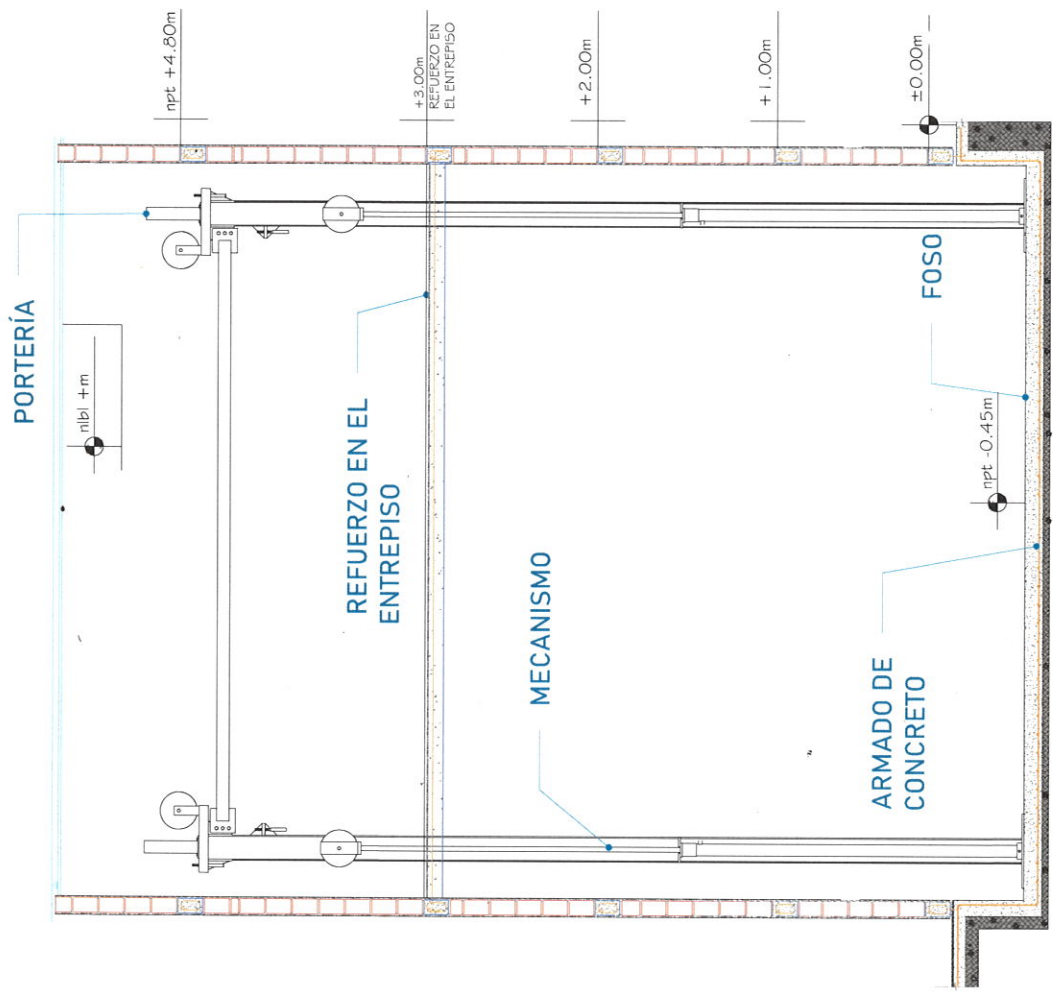 PORTERÍA
nlbl +m
REFUERZO EN EL
ENTREPISO
MECANISMO
ARMADO DE
CONCRETO
npt -0.45m
FOSO
npt +4.80m
+3.00m
REFUERZO EN
EL ENTREPISO
+2.00m
+1.00m
±0.00m